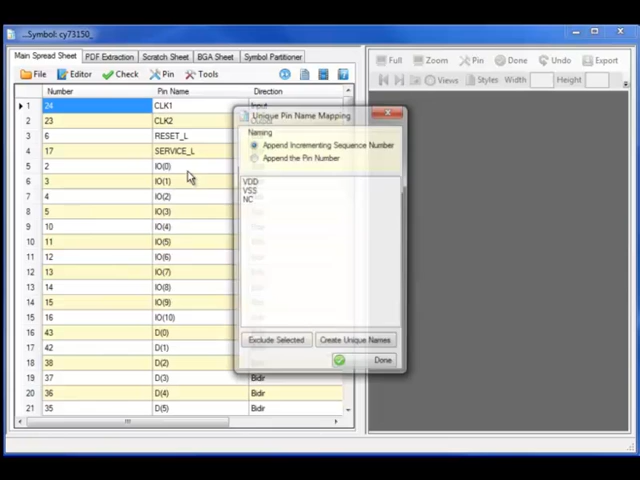 ...Symbol: cy73150_
Main Spread Sheet PDF Extraction Scratch Sheet BGA Sheet Symbol Partitioner
File Editor Check Pin Tools
Full Zoom Pin Done Undo Export
Views Styles Width Height
Number Pin Name Direction
1 24 CLK1 Input
2 23 CLK2
3 6 RESET_L
4 17 SERVICE_L
5 2 IO(0)
6 3 IO(1)
7 4 IO(2)
8 5 IO(3)
9 10 IO(4)
10 11 IO(5)
11 12 IO(6)
12 13 IO(7)
13 14 IO(8)
14 15 IO(9)
15 16 IO(10)
16 43 D(0)
17 42 D(1)
18 38 D(2)
19 37 D(3) Bidir
20 36 D(4) Bidir
21 35 D(5) Bidir
Unique Pin Name Mapping
Naming
Append Incrementing Sequence Number
Append the Pin Number
VDD
VSS
NC
Exclude Selected Create Unique Names
Done